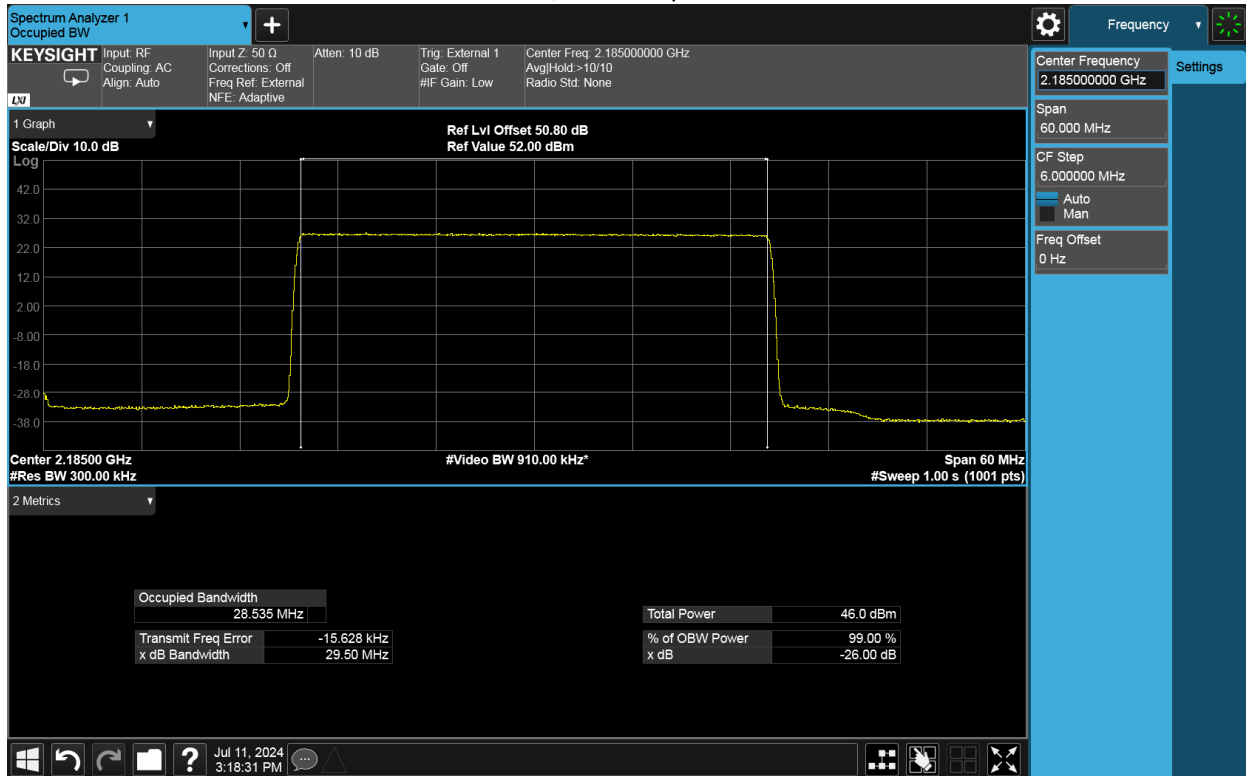 Spectrum Analyzer 1
Occupied BW
Frequency
KEYSIGHT
LXI
Input: RF
Coupling: AC
Align: Auto
Input Z: 50 Ω
Corrections: Off
Freq Ref: External
NFE: Adaptive
Atten: 10 dB
Trig: External 1
Gate: Off
#IF Gain: Low
Center Freq: 2.185000000 GHz
Avg|Hold:>10/10
Radio Std: None
Center Frequency
2.185000000 GHz
Settings
Span
60.000 MHz
CF Step
6.000000 MHz
Auto
Man
Freq Offset
0 Hz
1 Graph
Scale/Div 10.0 dB
Ref Lvl Offset 50.80 dB
Ref Value 52.00 dBm
Log
42.0
32.0
22.0
12.0
2.00
-8.00
-18.0
-28.0
-38.0
Center 2.18500 GHz
#Res BW 300.00 kHz
#Video BW 910.00 kHz*
Span 60 MHz
#Sweep 1.00 s (1001 pts)
2 Metrics
Occupied Bandwidth
28.535 MHz
Transmit Freq Error -15.628 kHz
x dB Bandwidth 29.50 MHz
Total Power 46.0 dBm
% of OBW Power 99.00 %
x dB -26.00 dB
?
Jul 11, 2024
3:18:31 PM